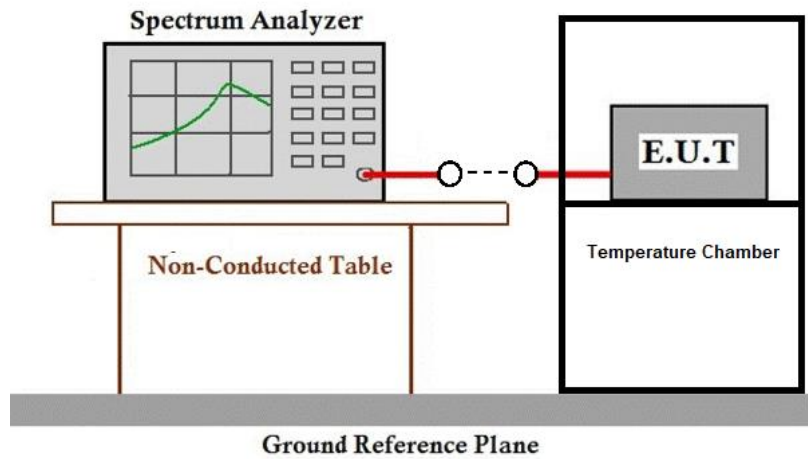 Spectrum Analyzer
E.U.T
Temperature Chamber
Non-Conducted Table
Ground Reference Plane